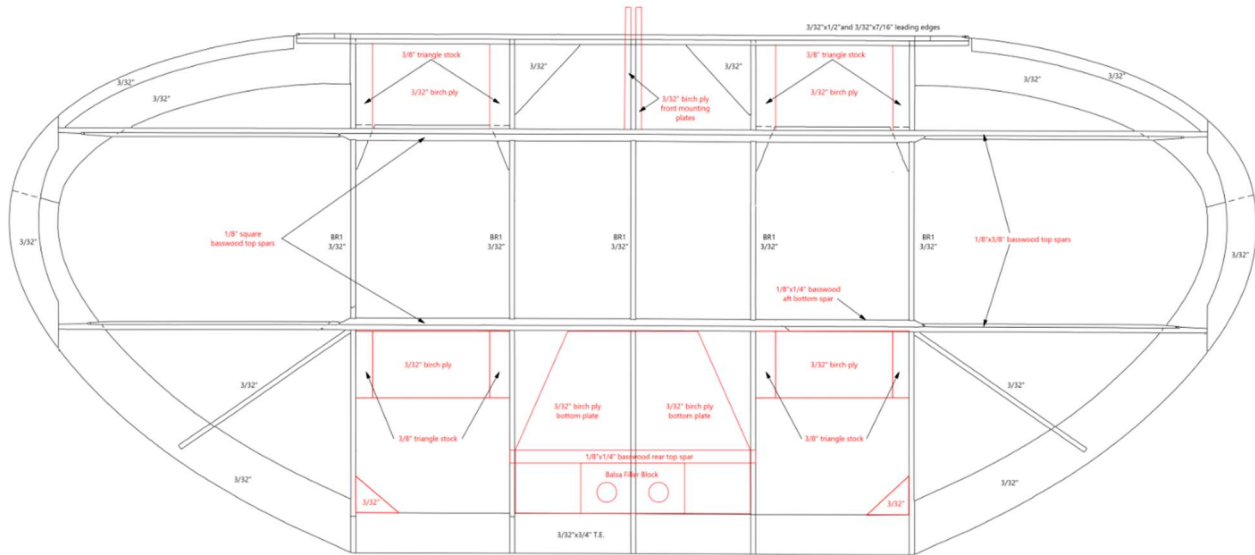 3/32"x1/2"and 3/32"x7/16" leading edges
3/8" triangle stock
3/32"
3/32"
3/8" triangle stock
3/32"
3/32"
3/32" birch ply
3/32" birch ply
front mounting
plates
3/32" birch ply
3/32"
3/32"
3/32"
1/8" square
basswood top spars
BR1
3/32"
BR1
3/32"
BR1
3/32"
BR1
3/32"
BR1
3/32"
1/8"x3/8" basswood top spars
3/32"
1/8"x1/4" basswood
aft bottom spar
3/32"
3/32" birch ply
3/32" birch ply
3/32"
3/32" birch ply
bottom plate
3/32" birch ply
bottom plate
3/8" triangle stock
3/8" triangle stock
1/8"x1/4" basswood rear top spar
Balsa Filler Block
3/32"
3/32"
3/32"
3/32"
3/32"x3/4" T.E.